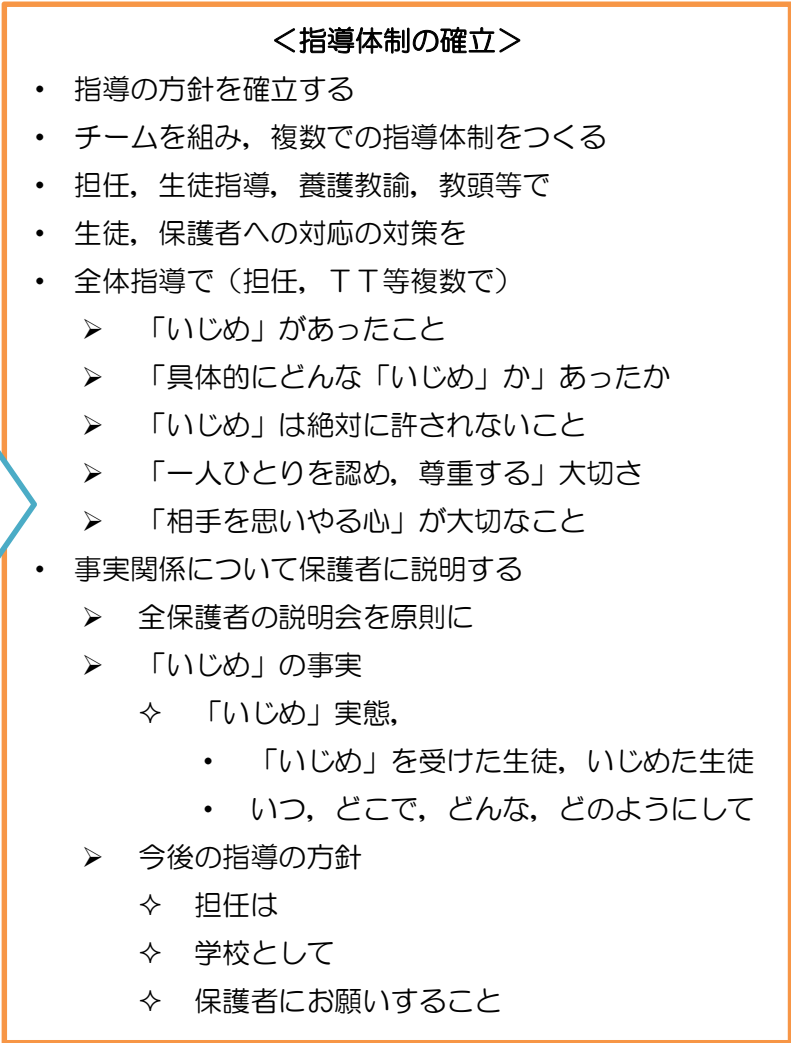 ＜指導体制の確立＞
• 指導の方針を確立する
• チームを組み，複数での指導体制をつくる
• 担任，生徒指導，養護教諭，教頭等で
• 生徒，保護者への対応の対策を
• 全体指導で（担任，ＴＴ等複数で）
➢ 「いじめ」があったこと
➢ 「具体的にどんな「いじめ」か」あったか
➢ 「いじめ」は絶対に許されないこと
➢ 「一人ひとりを認め，尊重する」大切さ
➢ 「相手を思いやる心」が大切なこと
• 事実関係について保護者に説明する
➢ 全保護者の説明会を原則に
➢ 「いじめ」の事実
✧ 「いじめ」実態，
• 「いじめ」を受けた生徒，いじめた生徒
• いつ，どこで，どんな，どのようにして
➢ 今後の指導の方針
✧ 担任は
✧ 学校として
✧ 保護者にお願いすること